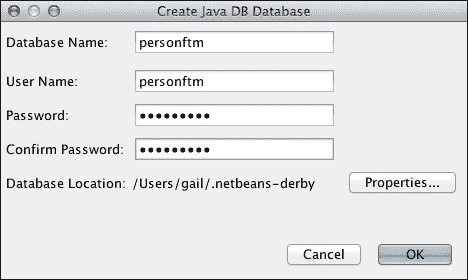 Create Java DB Database
Database Name: personftm
User Name: personftm
Password: •••••••••
Confirm Password: •••••••••
Database Location: /Users/gail/.netbeans-derby Properties...
Cancel OK